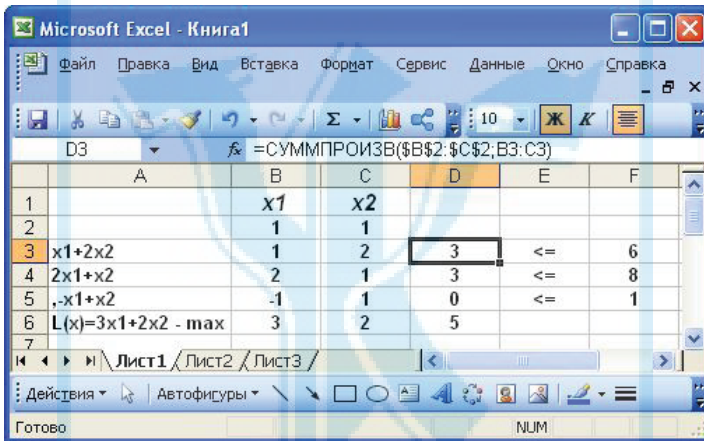 Microsoft Excel - Книга1
Файл Правка Вид Вставка Формат Сервис Данные Окно Справка
Σ 10 Ж К
D3 fx =СУММПРОИЗВ($B$2:$C$2;B3:C3)
A B C D E F
1 x1 x2
2 1 1
3 x1+2x2 1 2 3 <= 6
4 2x1+x2 2 1 3 <= 8
5 ,-x1+x2 -1 1 0 <= 1
6 L(x)=3x1+2x2 - max 3 2 5
7
Лист1 Лист2 Лист3
Действия Автофигуры
Готово NUM